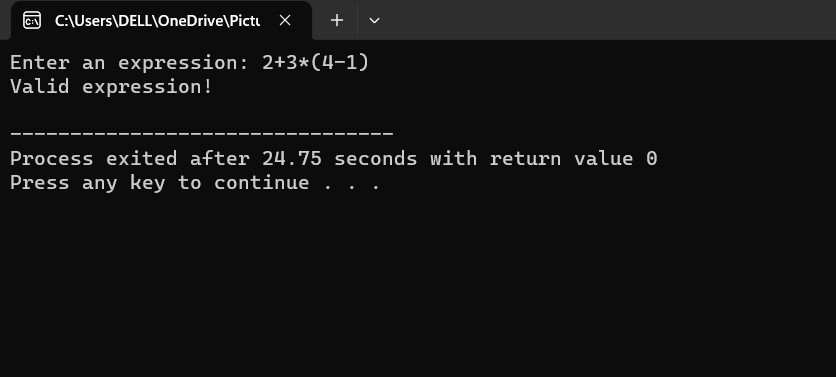 C:\Users\DELL\OneDrive\Pictu
Enter an expression: 2+3*(4-1)
Valid expression!
--------------------------------
Process exited after 24.75 seconds with return value 0
Press any key to continue . . .